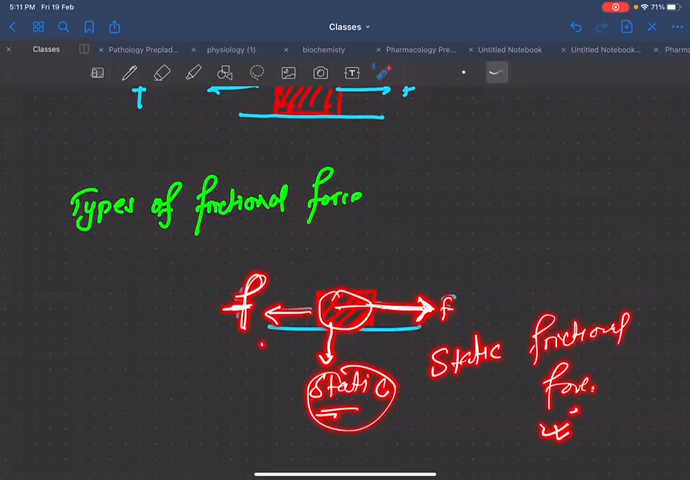 5:11 PM Fri 19 Feb
71%
Classes
Classes
Pathology Preplad...
physiology (1)
biochemisty
Pharmacology Pre...
Untitled Notebook
Untitled Notebook...
Pharma
T
F
Types of frictional force
f
F
Static frictional
force.
Static